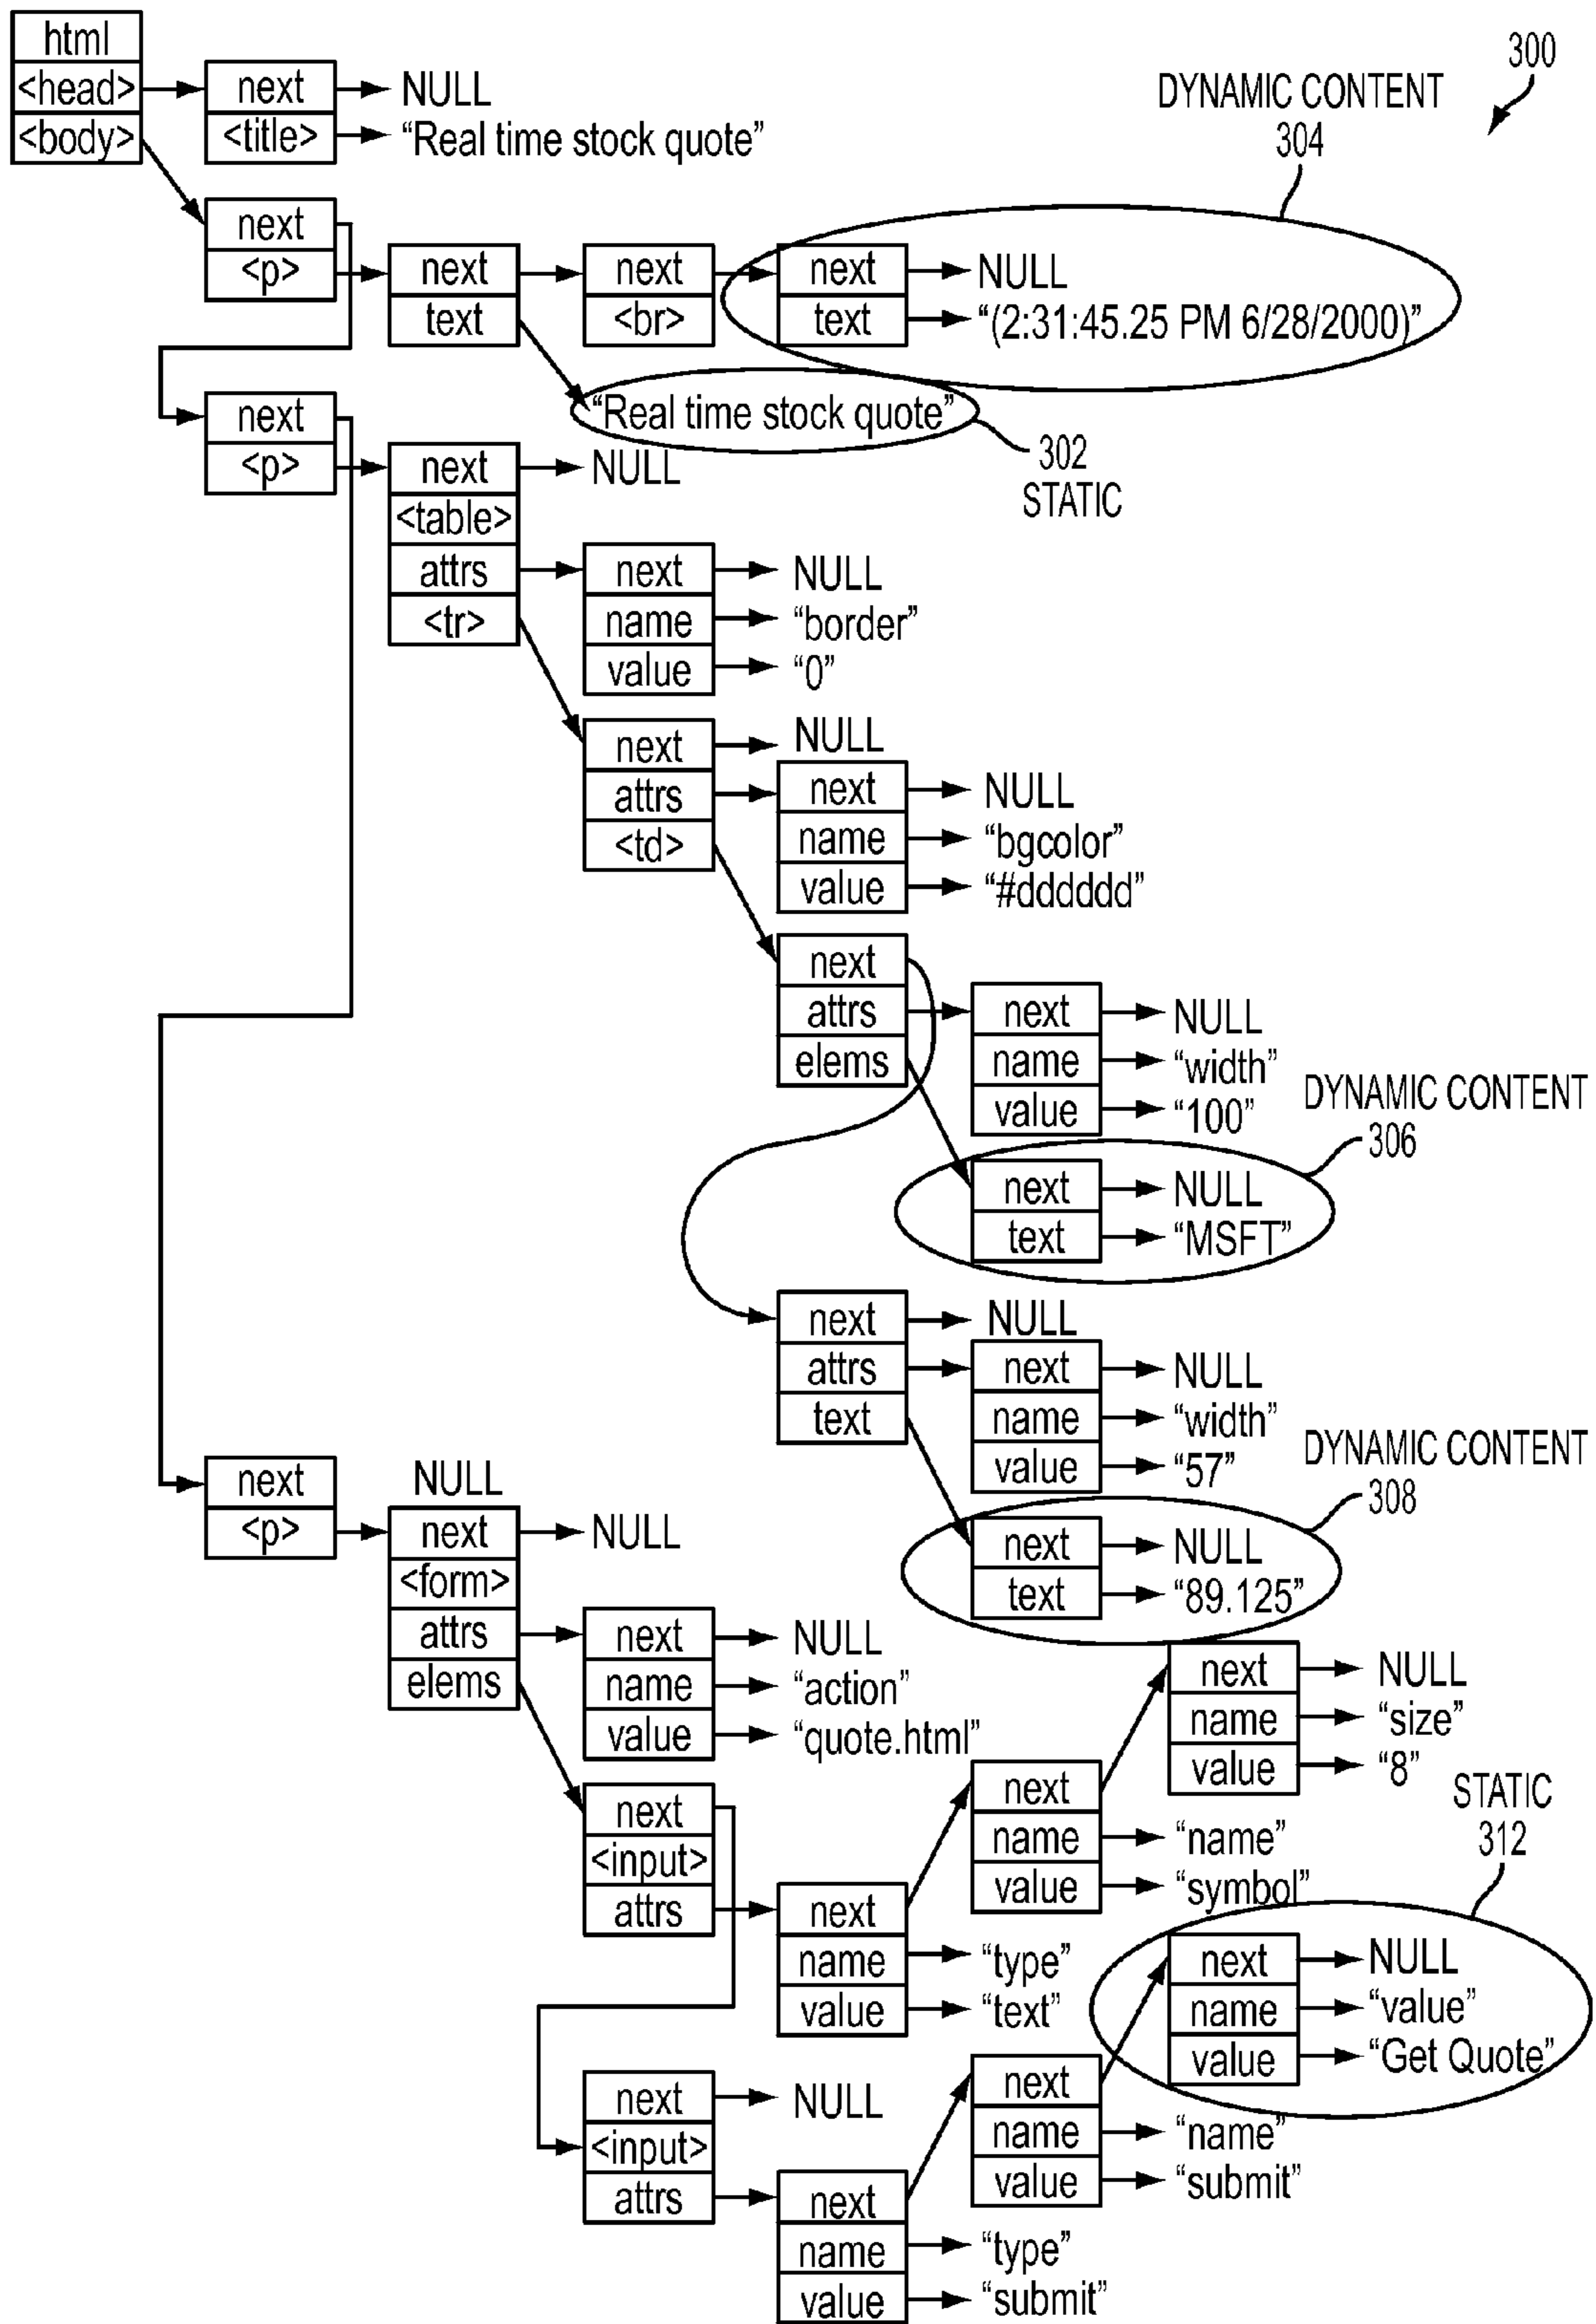 html
<head>
<body>
next
NULL
<title>
“Real time stock quote”
300
DYNAMIC CONTENT
304
next
<p>
next
text
next
<br>
next
NULL
text
“(2:31:45.25 PM 6/28/2000)”
“Real time stock quote”
302
STATIC
next
<p>
next
NULL
<table>
attrs
<tr>
next
NULL
name
“border”
value
“0”
next
NULL
attrs
<td>
next
NULL
name
“bgcolor”
value
“#dddddd”
next
attrs
elems
next
NULL
name
“width”
value
“100”
DYNAMIC CONTENT
306
next
NULL
text
“MSFT”
next
NULL
attrs
text
next
NULL
name
“width”
value
“57”
DYNAMIC CONTENT
308
next
NULL
text
“89.125”
next
NULL
<p>
next
NULL
<form>
attrs
elems
next
NULL
name
“action”
value
“quote.html”
next
<input>
attrs
next
name
“type”
value
“text”
next
name
“name”
value
“symbol”
next
NULL
name
“size”
value
“8”
STATIC
312
next
NULL
name
“value”
value
“Get Quote”
next
NULL
<input>
attrs
next
name
“type”
value
“submit”
next
name
“name”
value
“submit”